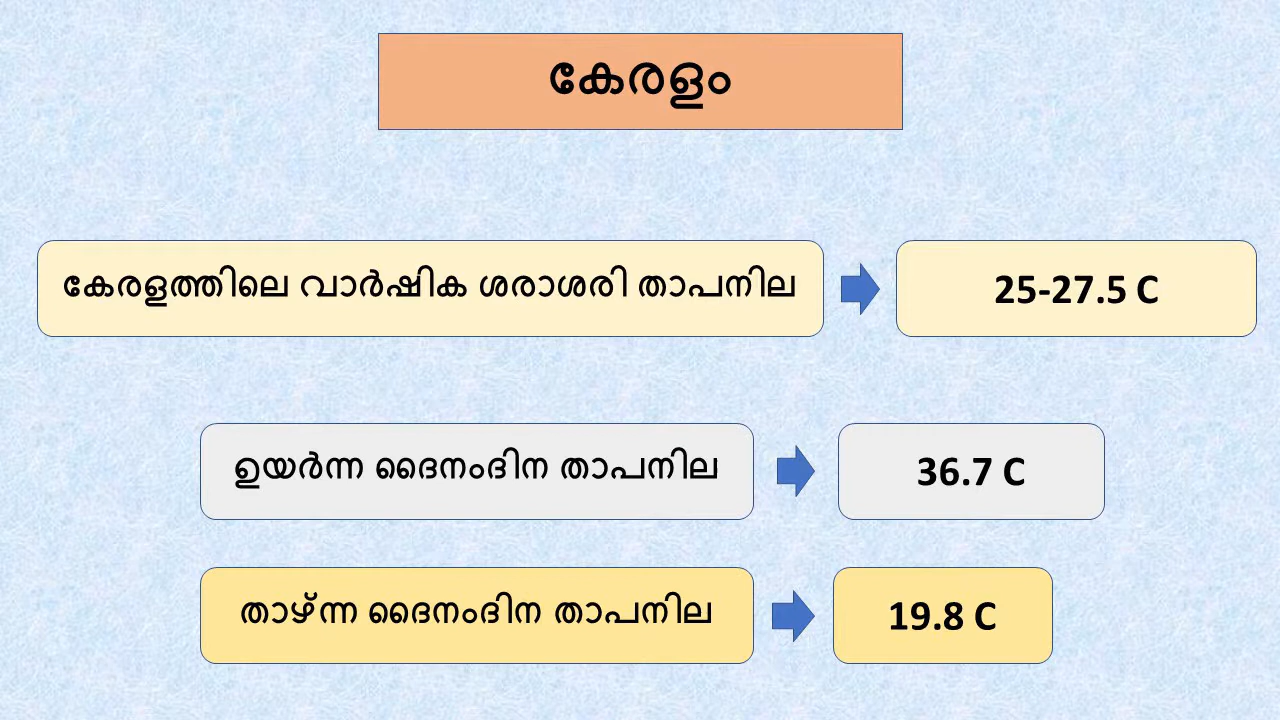 കേരളം
കേരളത്തിലെ വാർഷിക ശരാശരി താപനില
25-27.5 C
ഉയർന്ന ദൈനംദിന താപനില
36.7 C
താഴ്ന്ന ദൈനംദിന താപനില
19.8 C